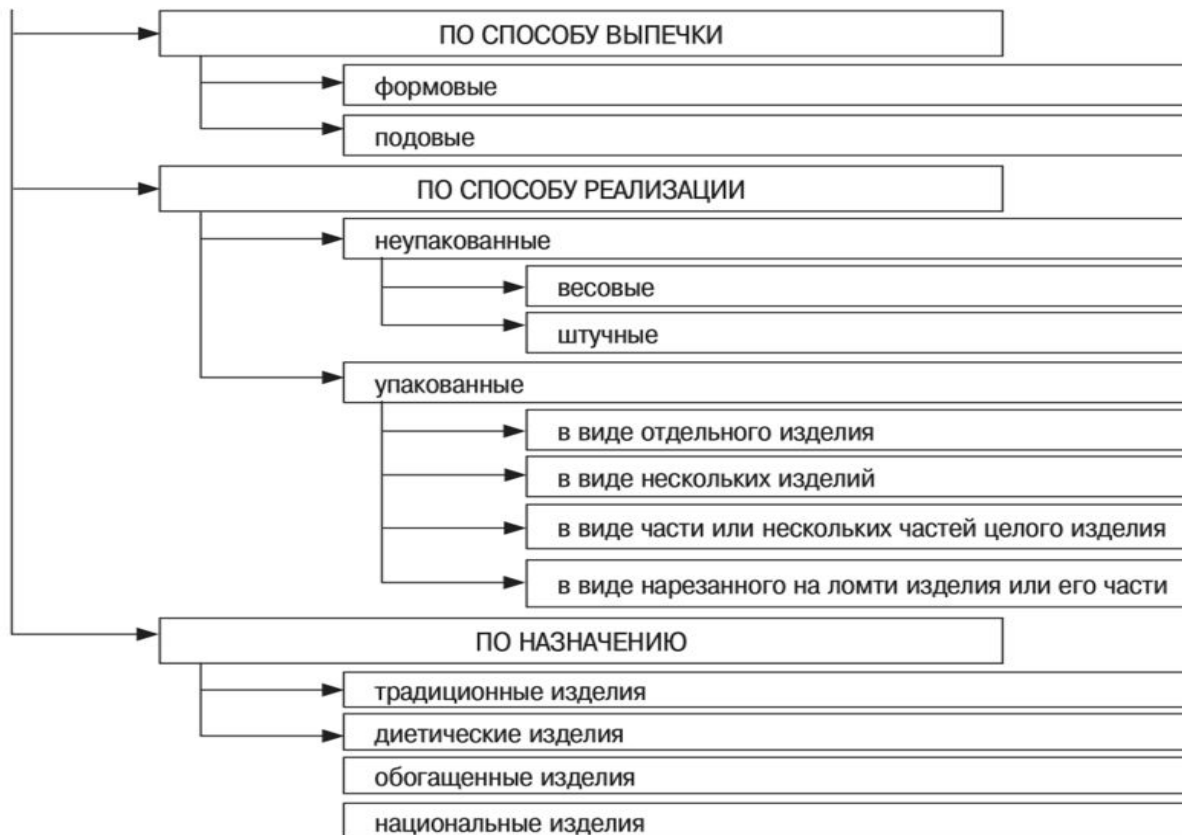 ПО СПОСОБУ ВЫПЕЧКИ
формовые
подовые
ПО СПОСОБУ РЕАЛИЗАЦИИ
неупакованные
весовые
штучные
упакованные
в виде отдельного изделия
в виде нескольких изделий
в виде части или нескольких частей целого изделия
в виде нарезанного на ломти изделия или его части
ПО НАЗНАЧЕНИЮ
традиционные изделия
диетические изделия
обогащенные изделия
национальные изделия